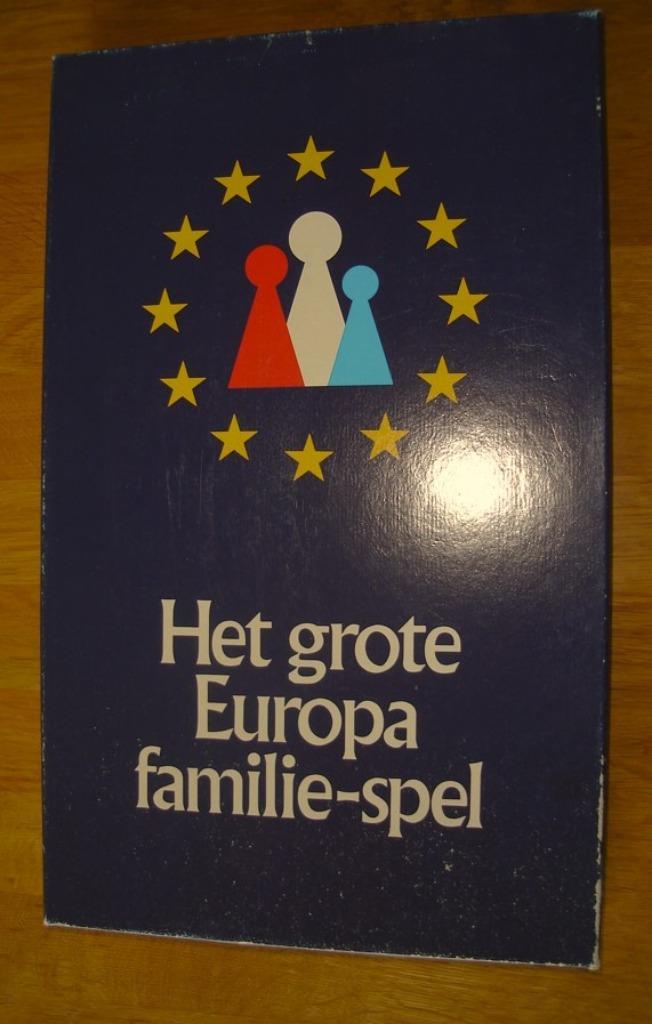 Het grote
Europa
familie-spel